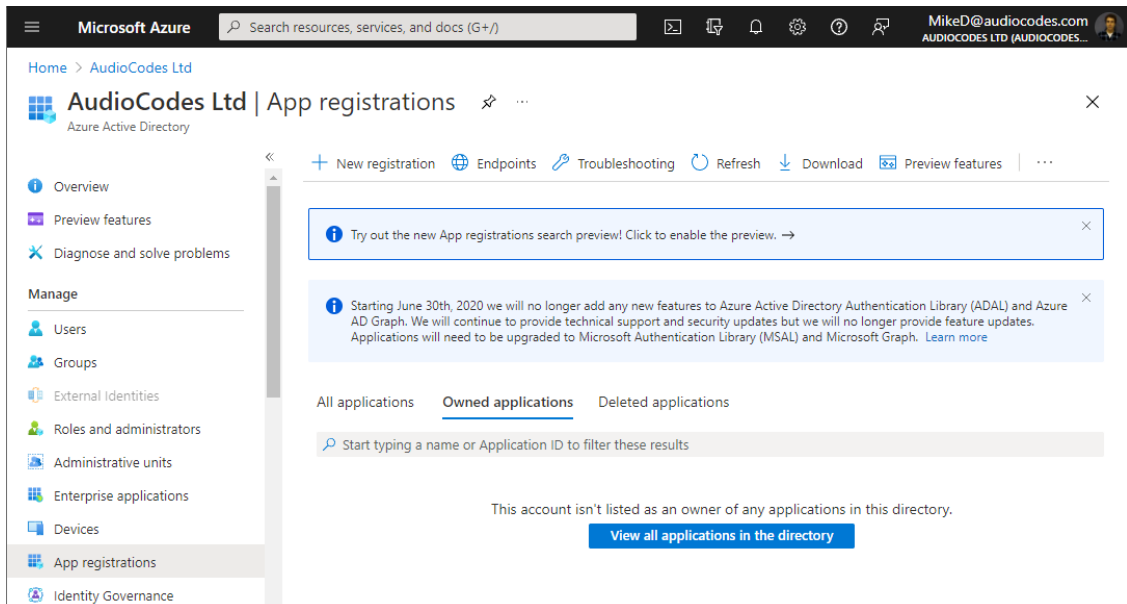 Microsoft Azure
Search resources, services, and docs (G+/)
MikeD@audiocodes.com
AUDIOCODES LTD (AUDIOCODES...
Home > AudioCodes Ltd
AudioCodes Ltd | App registrations
Azure Active Directory
New registration
Endpoints
Troubleshooting
Refresh
Download
Preview features
Overview
Preview features
Diagnose and solve problems
Manage
Users
Groups
External Identities
Roles and administrators
Administrative units
Enterprise applications
Devices
App registrations
Identity Governance
Try out the new App registrations search preview! Click to enable the preview. →
Starting June 30th, 2020 we will no longer add any new features to Azure Active Directory Authentication Library (ADAL) and Azure
AD Graph. We will continue to provide technical support and security updates but we will no longer provide feature updates.
Applications will need to be upgraded to Microsoft Authentication Library (MSAL) and Microsoft Graph. Learn more
All applications
Owned applications
Deleted applications
Start typing a name or Application ID to filter these results
This account isn't listed as an owner of any applications in this directory.
View all applications in the directory